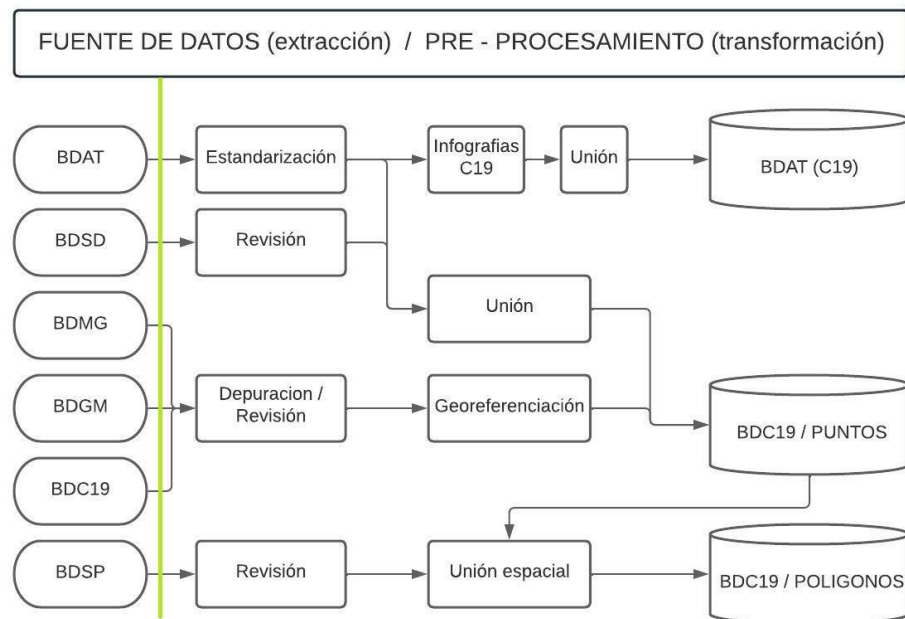 FUENTE DE DATOS (extracción) / PRE - PROCESAMIENTO (transformación)
BDAT
Estandarización
Infografias
C19
Unión
BDAT (C19)
BDSD
Revisión
BDMG
Unión
BDGM
Depuracion /
Revisión
Georeferenciación
BDC19 / PUNTOS
BDC19
BDSP
Revisión
Unión espacial
BDC19 / POLIGONOS